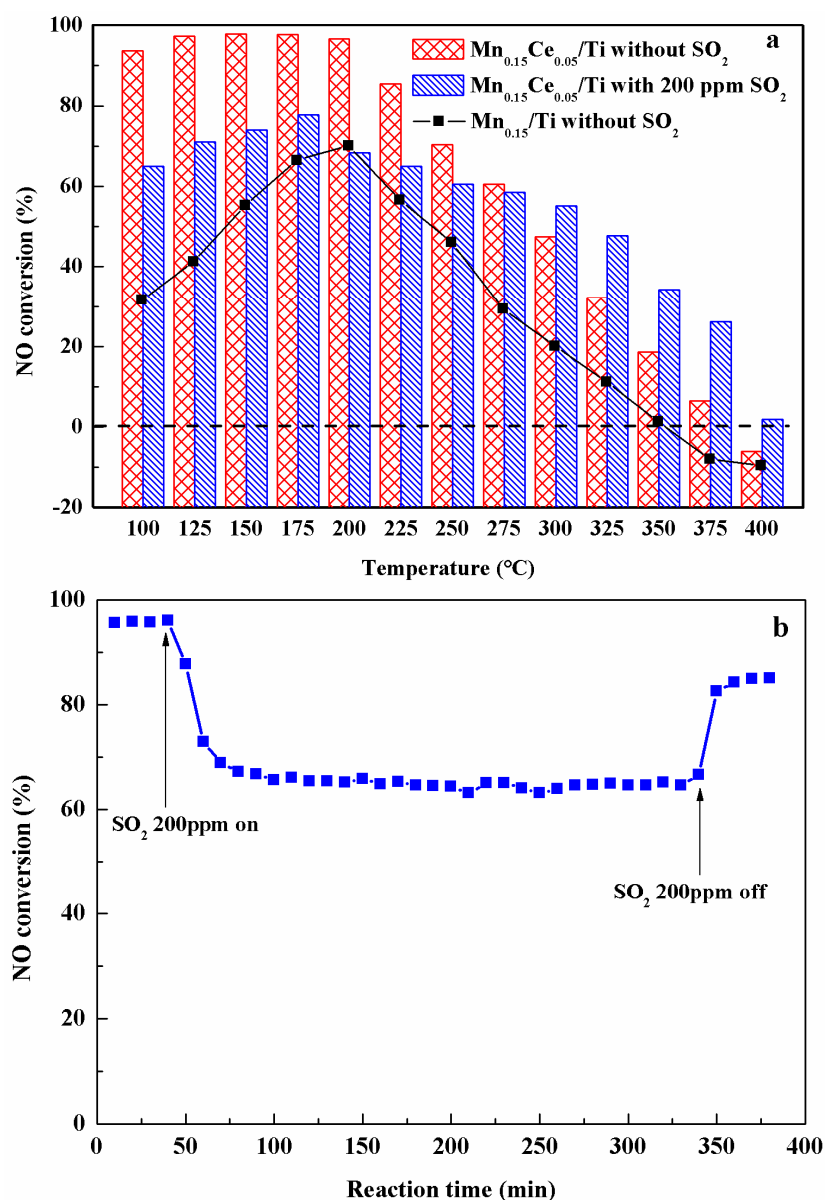 a
Mn0.15Ce0.05/Ti without SO2
Mn0.15Ce0.05/Ti with 200 ppm SO2
Mn0.15/Ti without SO2
NO conversion (%)
100
80
60
40
20
0
-20
100 125 150 175 200 225 250 275 300 325 350 375 400
Temperature (°C)
b
NO conversion (%)
100
80
60
40
20
0
SO2 200ppm on
SO2 200ppm off
0 50 100 150 200 250 300 350 400
Reaction time (min)